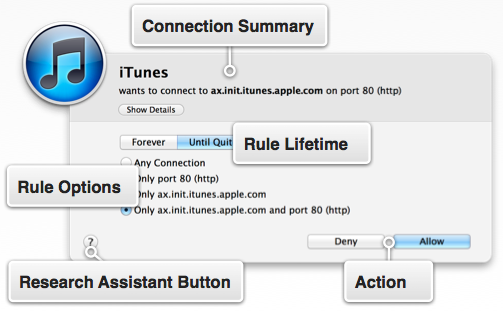 Connection Summary
iTunes
wants to connect to ax.init.itunes.apple.com on port 80 (http)
Show Details
Forever
Until Quit
Rule Lifetime
Any Connection
Rule Options
Only port 80 (http)
Only ax.init.itunes.apple.com
Only ax.init.itunes.apple.com and port 80 (http)
?
Deny
Allow
Research Assistant Button
Action